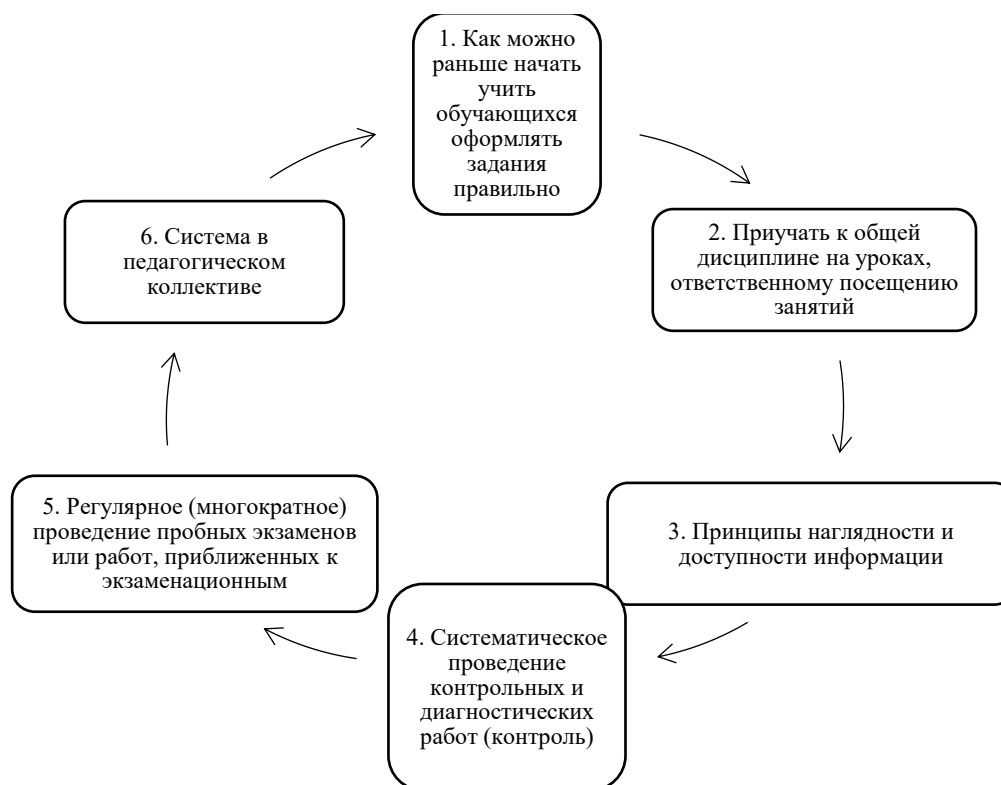 1. Как можно
раньше начать
учить
обучающихся
оформлять
задания
правильно
2. Приучать к общей
дисциплине на уроках,
ответственному посещению
занятий
3. Принципы наглядности и
доступности информации
4. Систематическое
проведение
контрольных и
диагностических
работ (контроль)
5. Регулярное (многократное)
проведение пробных экзаменов
или работ, приближенных к
экзаменационным
6. Система в
педагогическом
коллективе